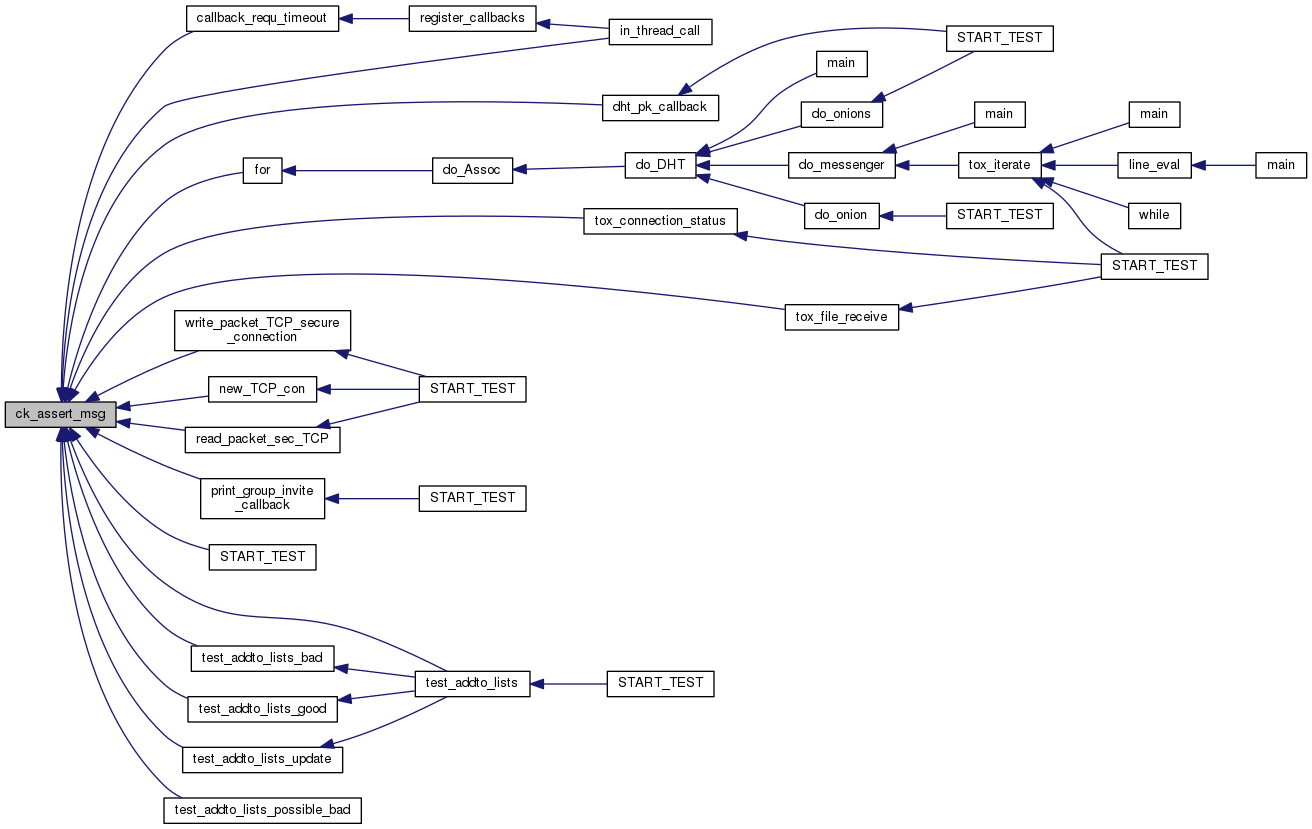 callback_requ_timeout
register_callbacks
in_thread_call
START_TEST
main
dht_pk_callback
do_onions
main
main
for
do_Assoc
do_DHT
do_messenger
tox_iterate
line_eval
main
tox_connection_status
do_onion
START_TEST
while
START_TEST
tox_file_receive
write_packet_TCP_secure
_connection
new_TCP_con
START_TEST
ck_assert_msg
read_packet_sec_TCP
print_group_invite
_callback
START_TEST
START_TEST
test_addto_lists_bad
test_addto_lists
START_TEST
test_addto_lists_good
test_addto_lists_update
test_addto_lists_possible_bad